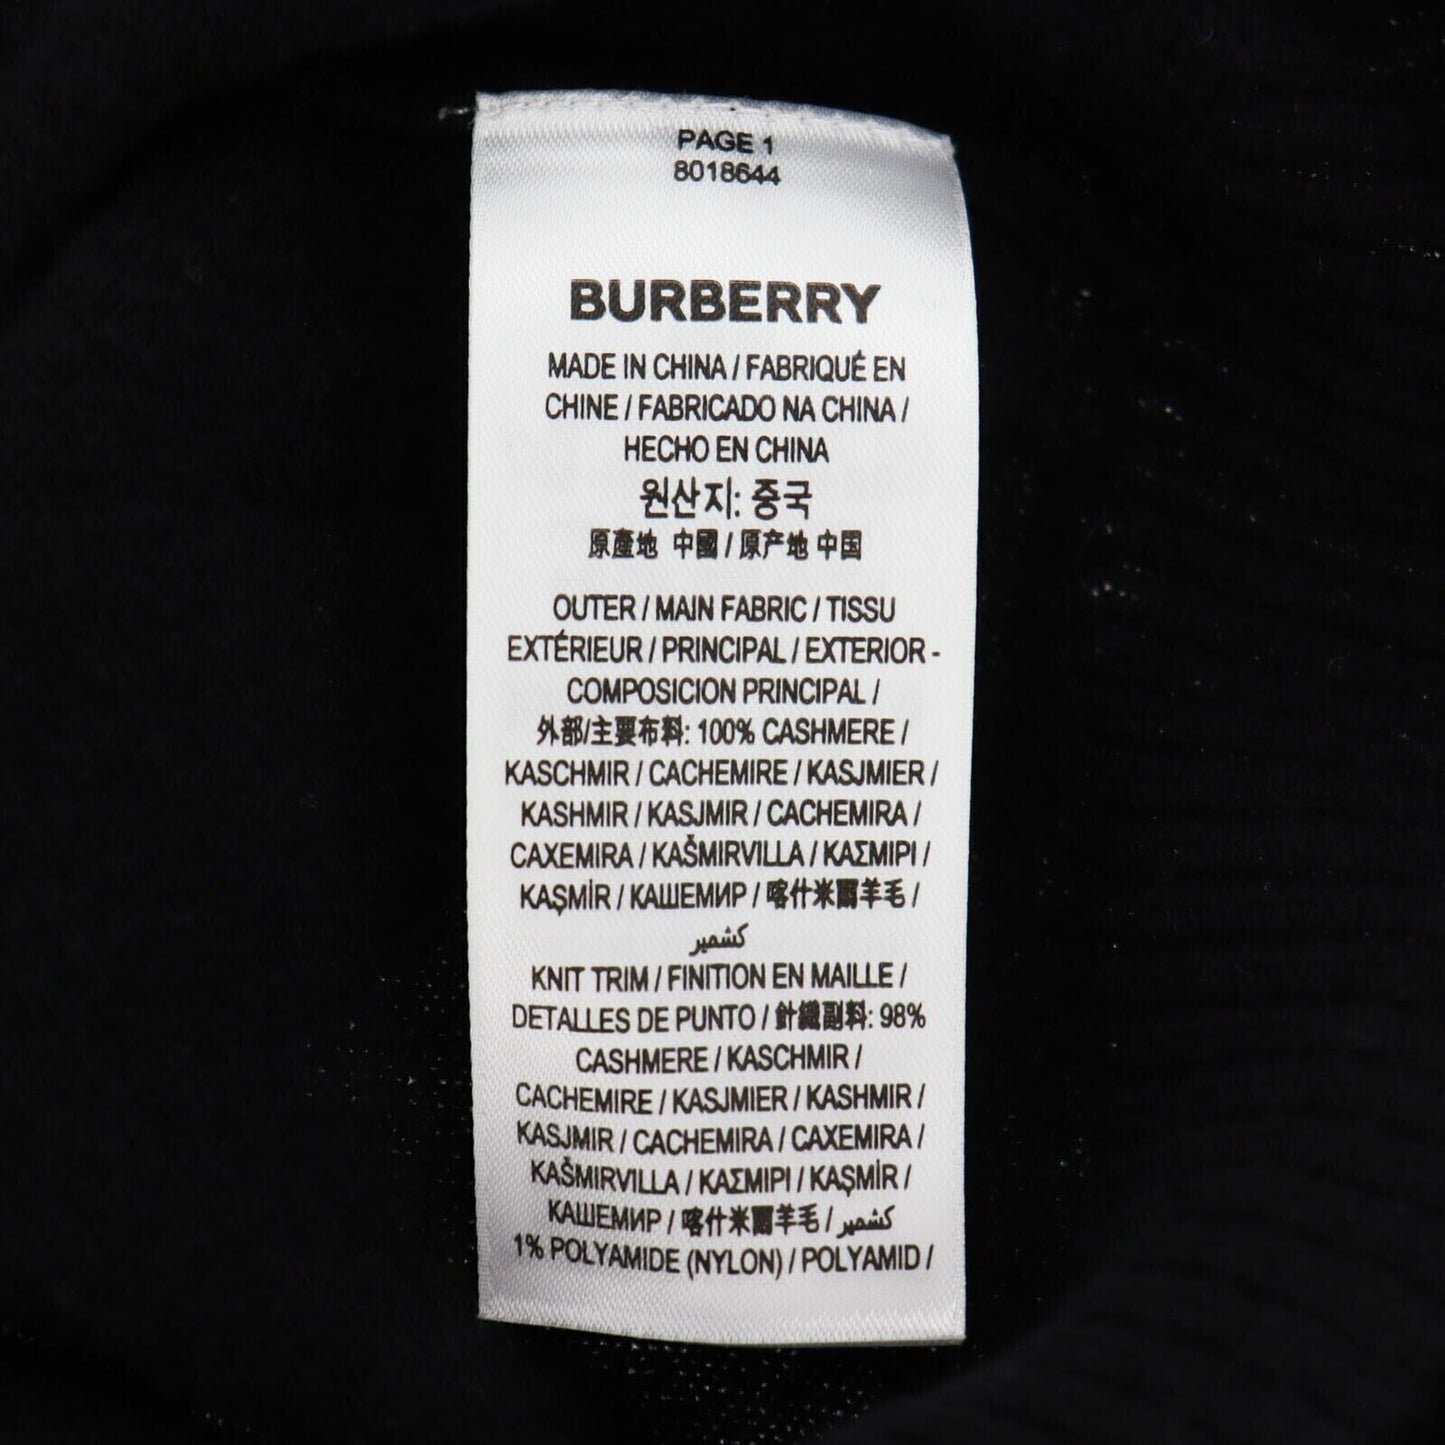 PAGE 1
8018644
BURBERRY
MADE IN CHINA / FABRIQUÉ EN
CHINE / FABRICADO NA CHINA /
HECHO EN CHINA
원산지: 중국
原產地 中國 / 原产地 中国
OUTER / MAIN FABRIC / TISSU
EXTÉRIEUR / PRINCIPAL / EXTERIOR -
COMPOSICION PRINCIPAL /
外部/主要布料: 100% CASHMERE /
KASCHMIR / CACHEMIRE / KASJMIER /
KASHMIR / KASJMIR / CACHEMIRA /
CAXEMIRA / KAŠMIRVILLA / ΚΑΣΜΙΡΙ /
KAŞMİR / КАШЕМИР / 喀什米爾羊毛 /
كشمير
KNIT TRIM / FINITION EN MAILLE /
DETALLES DE PUNTO / 針織副料: 98%
CASHMERE / KASCHMIR /
CACHEMIRE / KASJMIER / KASHMIR /
KASJMIR / CACHEMIRA / CAXEMIRA /
KAŠMIRVILLA / ΚΑΣΜΙΡΙ / KAŞMİR /
КАШЕМИР / 喀什米爾羊毛 / كشمير
1% POLYAMIDE (NYLON) / POLYAMID /